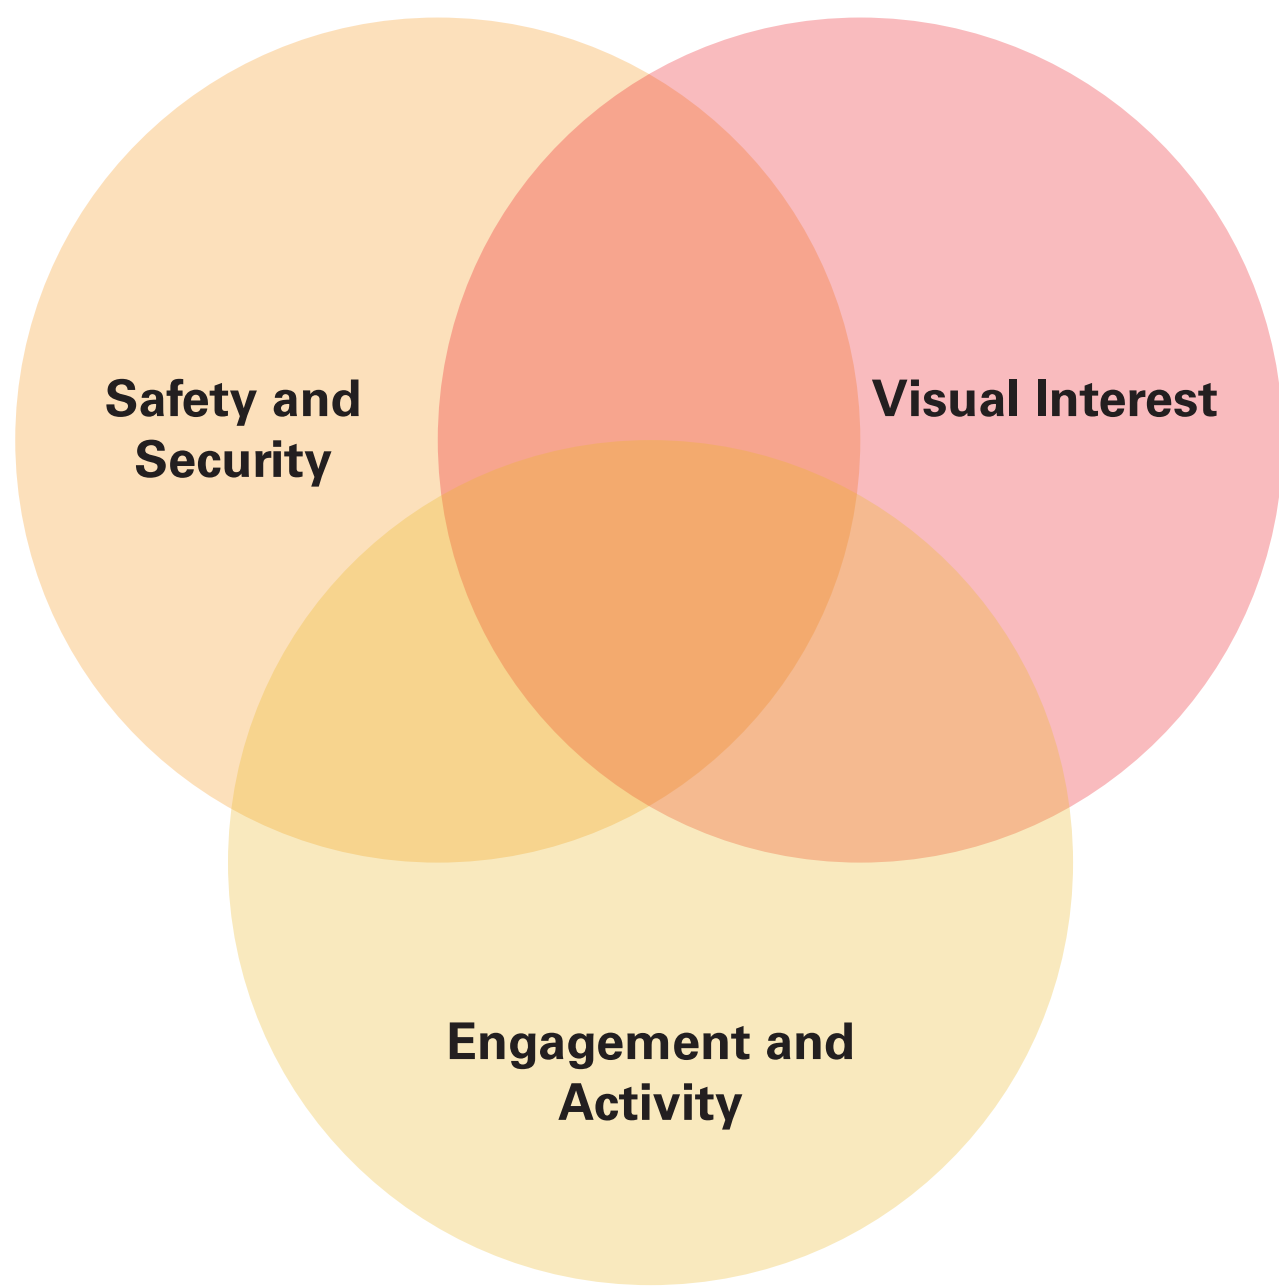 Safety and
Security
Visual Interest
Engagement and
Activity